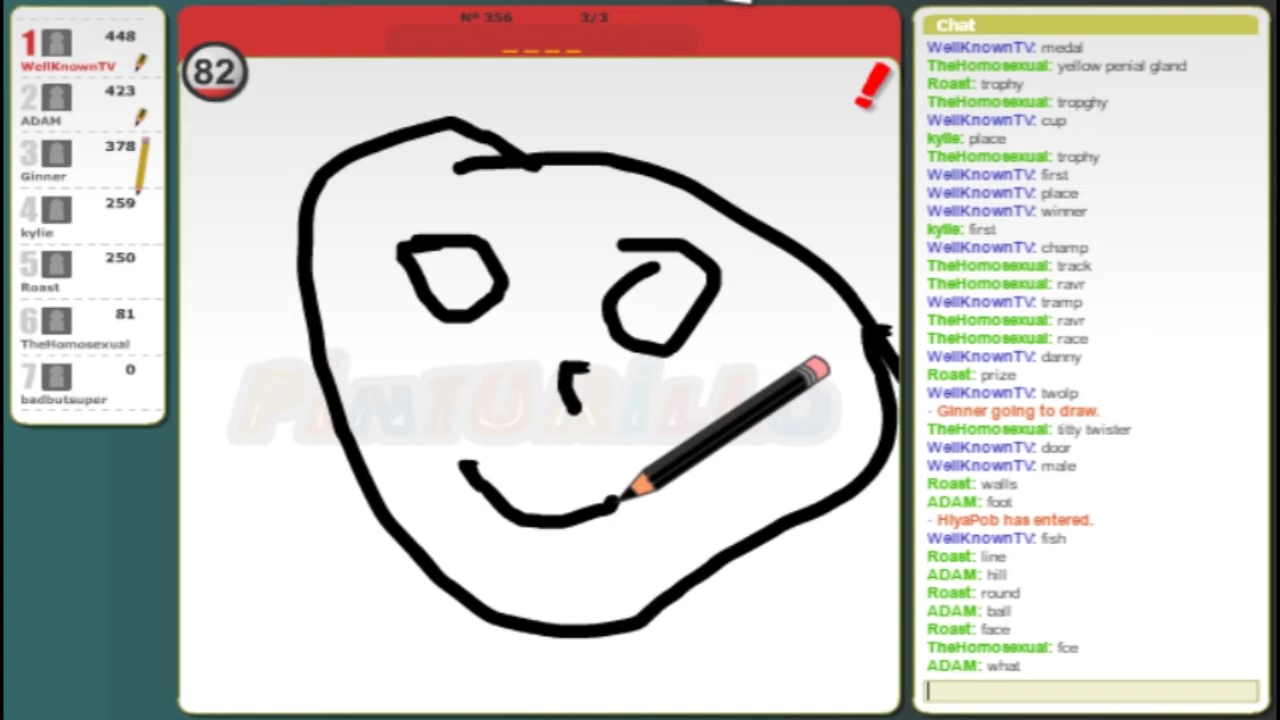 1 448
WellKnownTV
2 423
ADAM
3 378
Ginner
4 259
kylie
5 250
Roast
6 81
TheHomosexual
7 0
badbutsuper
Nº 356 3/3
_ _ _ _
82
!
Chat
WellKnownTV: medal
TheHomosexual: yellow penial gland
Roast: trophy
TheHomosexual: tropghy
WellKnownTV: cup
kylie: place
TheHomosexual: trophy
WellKnownTV: first
WellKnownTV: place
WellKnownTV: winner
kylie: first
WellKnownTV: champ
TheHomosexual: track
TheHomosexual: ravr
WellKnownTV: tramp
TheHomosexual: ravr
TheHomosexual: race
WellKnownTV: danny
Roast: prize
WellKnownTV: twolp
- Ginner going to draw.
TheHomosexual: titty twister
WellKnownTV: door
WellKnownTV: male
Roast: walls
ADAM: foot
- HiyaPob has entered.
WellKnownTV: fish
Roast: line
ADAM: hill
Roast: round
ADAM: ball
Roast: face
TheHomosexual: fce
ADAM: what